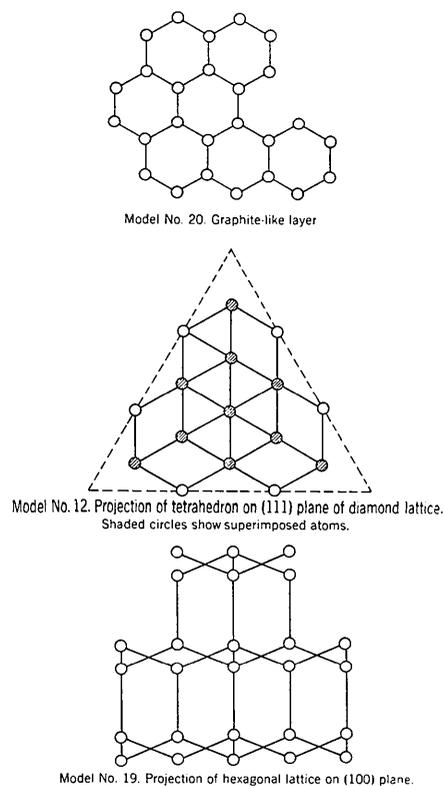 Model No. 20. Graphite-like layer
Model No. 12. Projection of tetrahedron on (111) plane of diamond lattice.
Shaded circles show superimposed atoms.
Model No. 19. Projection of hexagonal lattice on (100) plane.